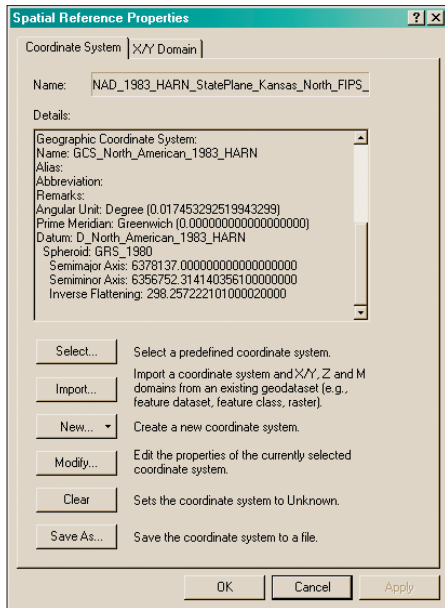 Spatial Reference Properties
Coordinate System X/Y Domain
Name: NAD_1983_HARN_StatePlane_Kansas_North_FIPS_
Details:
Geographic Coordinate System:
Name: GCS_North_American_1983_HARN
Alias:
Abbreviation:
Remarks:
Angular Unit: Degree (0.017453292519943299)
Prime Meridian: Greenwich (0.000000000000000000)
Datum: D_North_American_1983_HARN
Spheroid: GRS_1980
Semimajor Axis: 6378137.000000000000000000
Semiminor Axis: 6356752.314140356100000000
Inverse Flattening: 298.257222101000020000
Select... Select a predefined coordinate system.
Import... Import a coordinate system and X/Y, Z and M
domains from an existing geodataset (e.g.,
feature dataset, feature class, raster).
New... Create a new coordinate system.
Modify... Edit the properties of the currently selected
coordinate system.
Clear Sets the coordinate system to Unknown.
Save As... Save the coordinate system to a file.
OK Cancel Apply